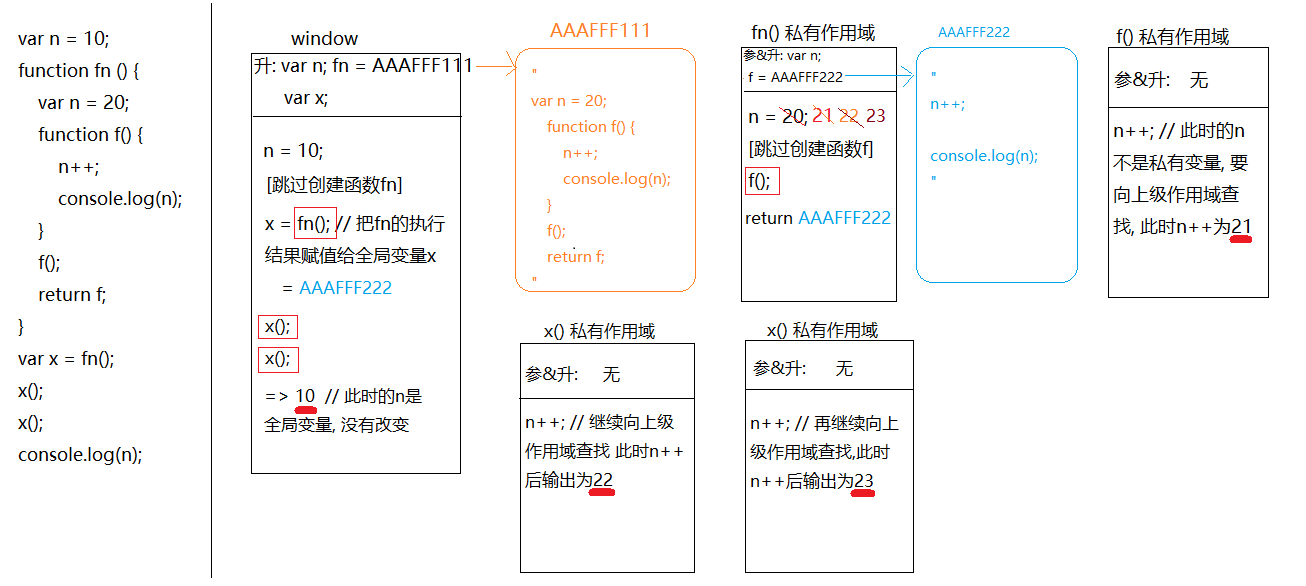 var n = 10;
function fn () {
var n = 20;
function f() {
n++;
console.log(n);
}
f();
return f;
}
var x = fn();
x();
x();
console.log(n);
window
升: var n; fn = AAAFFF111
var x;
n = 10;
[跳过创建函数fn]
x = fn(); // 把fn的执行
结果赋值给全局变量x
= AAAFFF222
x();
x();
=> 10 // 此时的n是
全局变量, 没有改变
AAAFFF111
"
var n = 20;
function f() {
n++;
console.log(n);
}
f();
return f;
"
fn() 私有作用域
参&升: var n;
f = AAAFFF222
n = 20; 21 22 23
[跳过创建函数f]
f();
return AAAFFF222
AAAFFF222
"
n++;
console.log(n);
"
f() 私有作用域
参&升: 无
n++; // 此时的n
不是私有变量, 要
向上级作用域查
找, 此时n++为21
x() 私有作用域
参&升: 无
n++; // 继续向上级
作用域查找 此时n++
后输出为22
x() 私有作用域
参&升: 无
n++; // 再继续向上
级作用域查找,此时
n++后输出为23